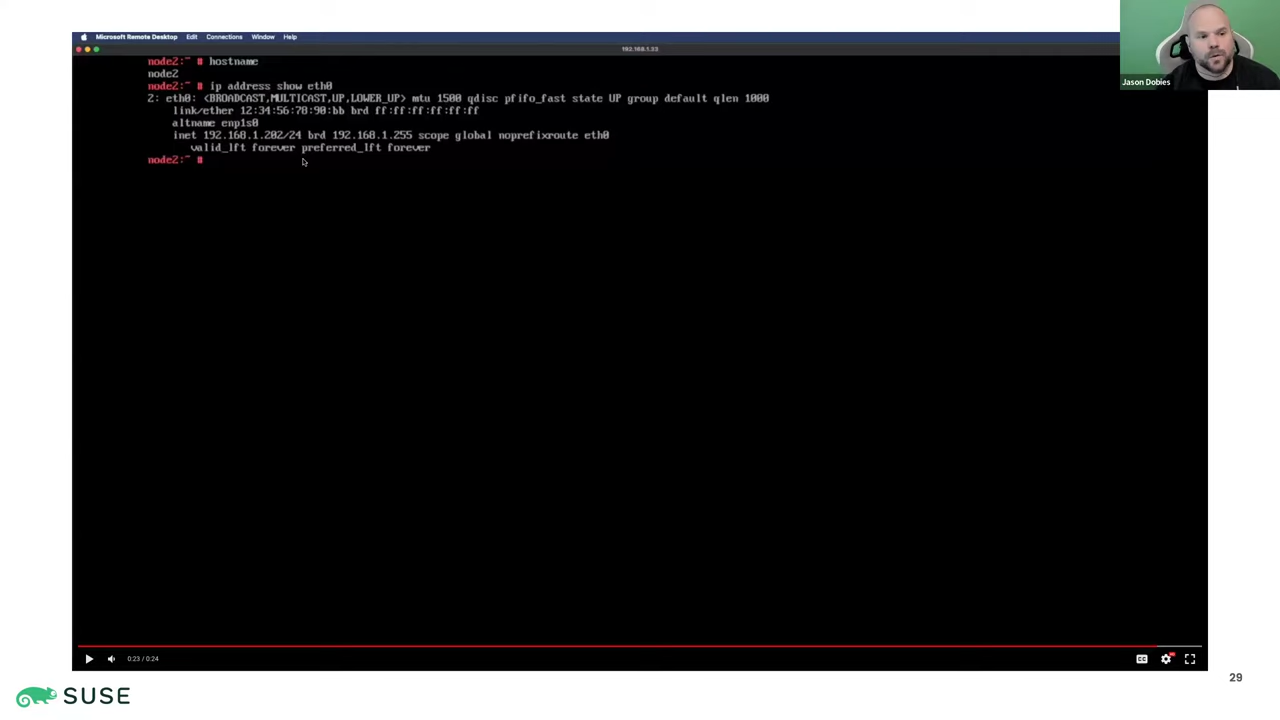 Microsoft Remote Desktop Edit Connections Window Help
192.168.1.33
node2:~ # hostname
node2
node2:~ # ip address show eth0
2: eth0: <BROADCAST,MULTICAST,UP,LOWER_UP> mtu 1500 qdisc pfifo_fast state UP group default qlen 1000
link/ether 12:34:56:78:90:bb brd ff:ff:ff:ff:ff:ff
altname enp1s0
inet 192.168.1.202/24 brd 192.168.1.255 scope global noprefixroute eth0
valid_lft forever preferred_lft forever
node2:~ #
Jason Dobies
0:23 / 0:24
CC
29
SUSE